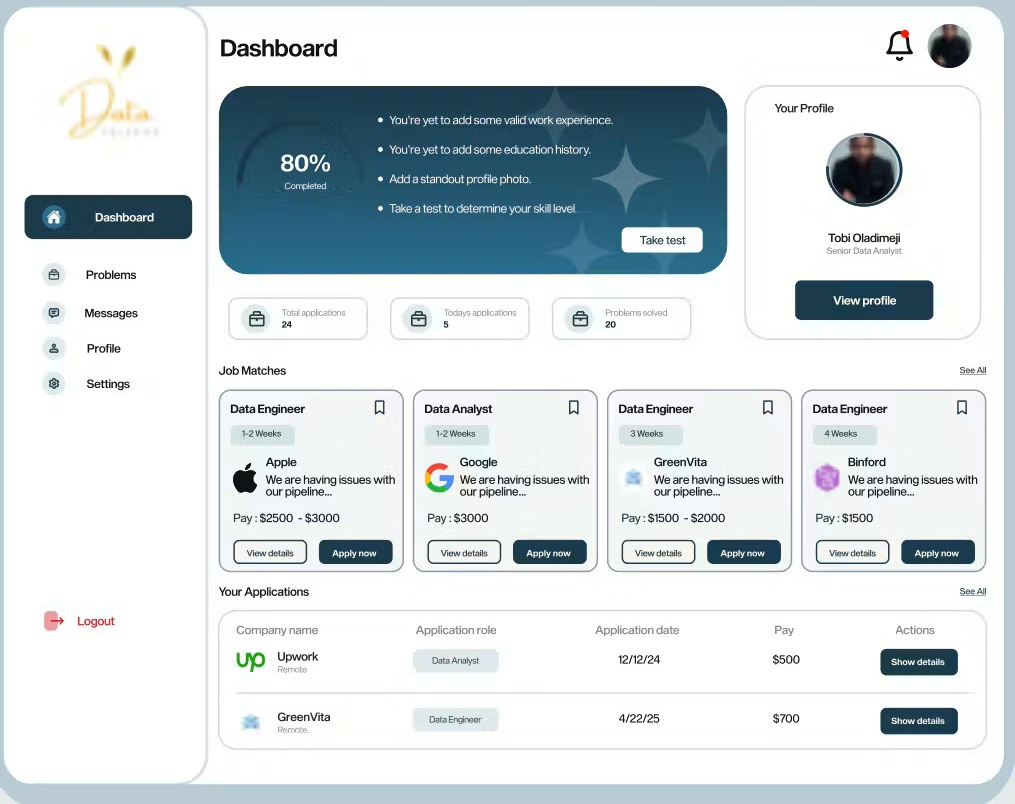 Data
Dashboard
Dashboard
Problems
Messages
Profile
Settings
Logout
80%
Completed
You're yet to add some valid work experience.
You're yet to add some education history.
Add a standout profile photo.
Take a test to determine your skill level.
Take test
Your Profile
Tobi Oladimeji
Senior Data Analyst
View profile
Total applications
24
Todays applications
5
Problems solved
20
Job Matches
See All
Data Engineer
1-2 Weeks
Apple
We are having issues with
our pipeline...
Pay : $2500 - $3000
View details
Apply now
Data Analyst
1-2 Weeks
Google
We are having issues with
our pipeline...
Pay : $3000
View details
Apply now
Data Engineer
3 Weeks
GreenVita
We are having issues with
our pipeline...
Pay : $1500 - $2000
View details
Apply now
Data Engineer
4 Weeks
Binford
We are having issues with
our pipeline...
Pay : $1500
View details
Apply now
Your Applications
See All
Company name Application role Application date Pay Actions
up Upwork Data Analyst 12/12/24 $500 Show details
Remote
GreenVita Data Engineer 4/22/25 $700 Show details
Remote.